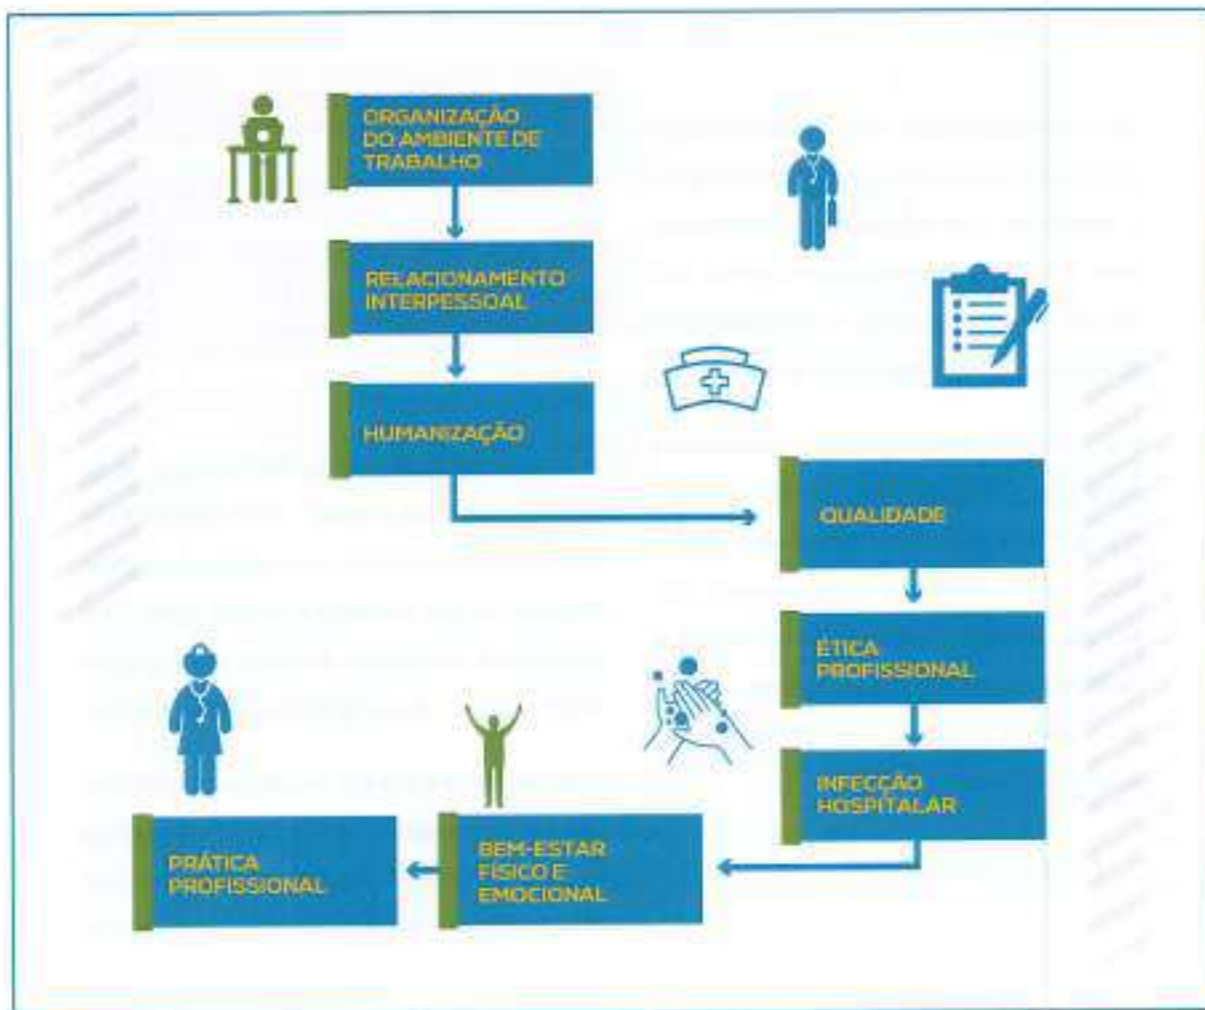 ORGANIZAÇÃO
DO AMBIENTE DE
TRABALHO
RELACIONAMENTO
INTERPESSOAL
HUMANIZAÇÃO
QUALIDADE
ÉTICA
PROFISSIONAL
INFECÇÃO
HOSPITALAR
BEM-ESTAR
FÍSICO E
EMOCIONAL
PRÁTICA
PROFISSIONAL